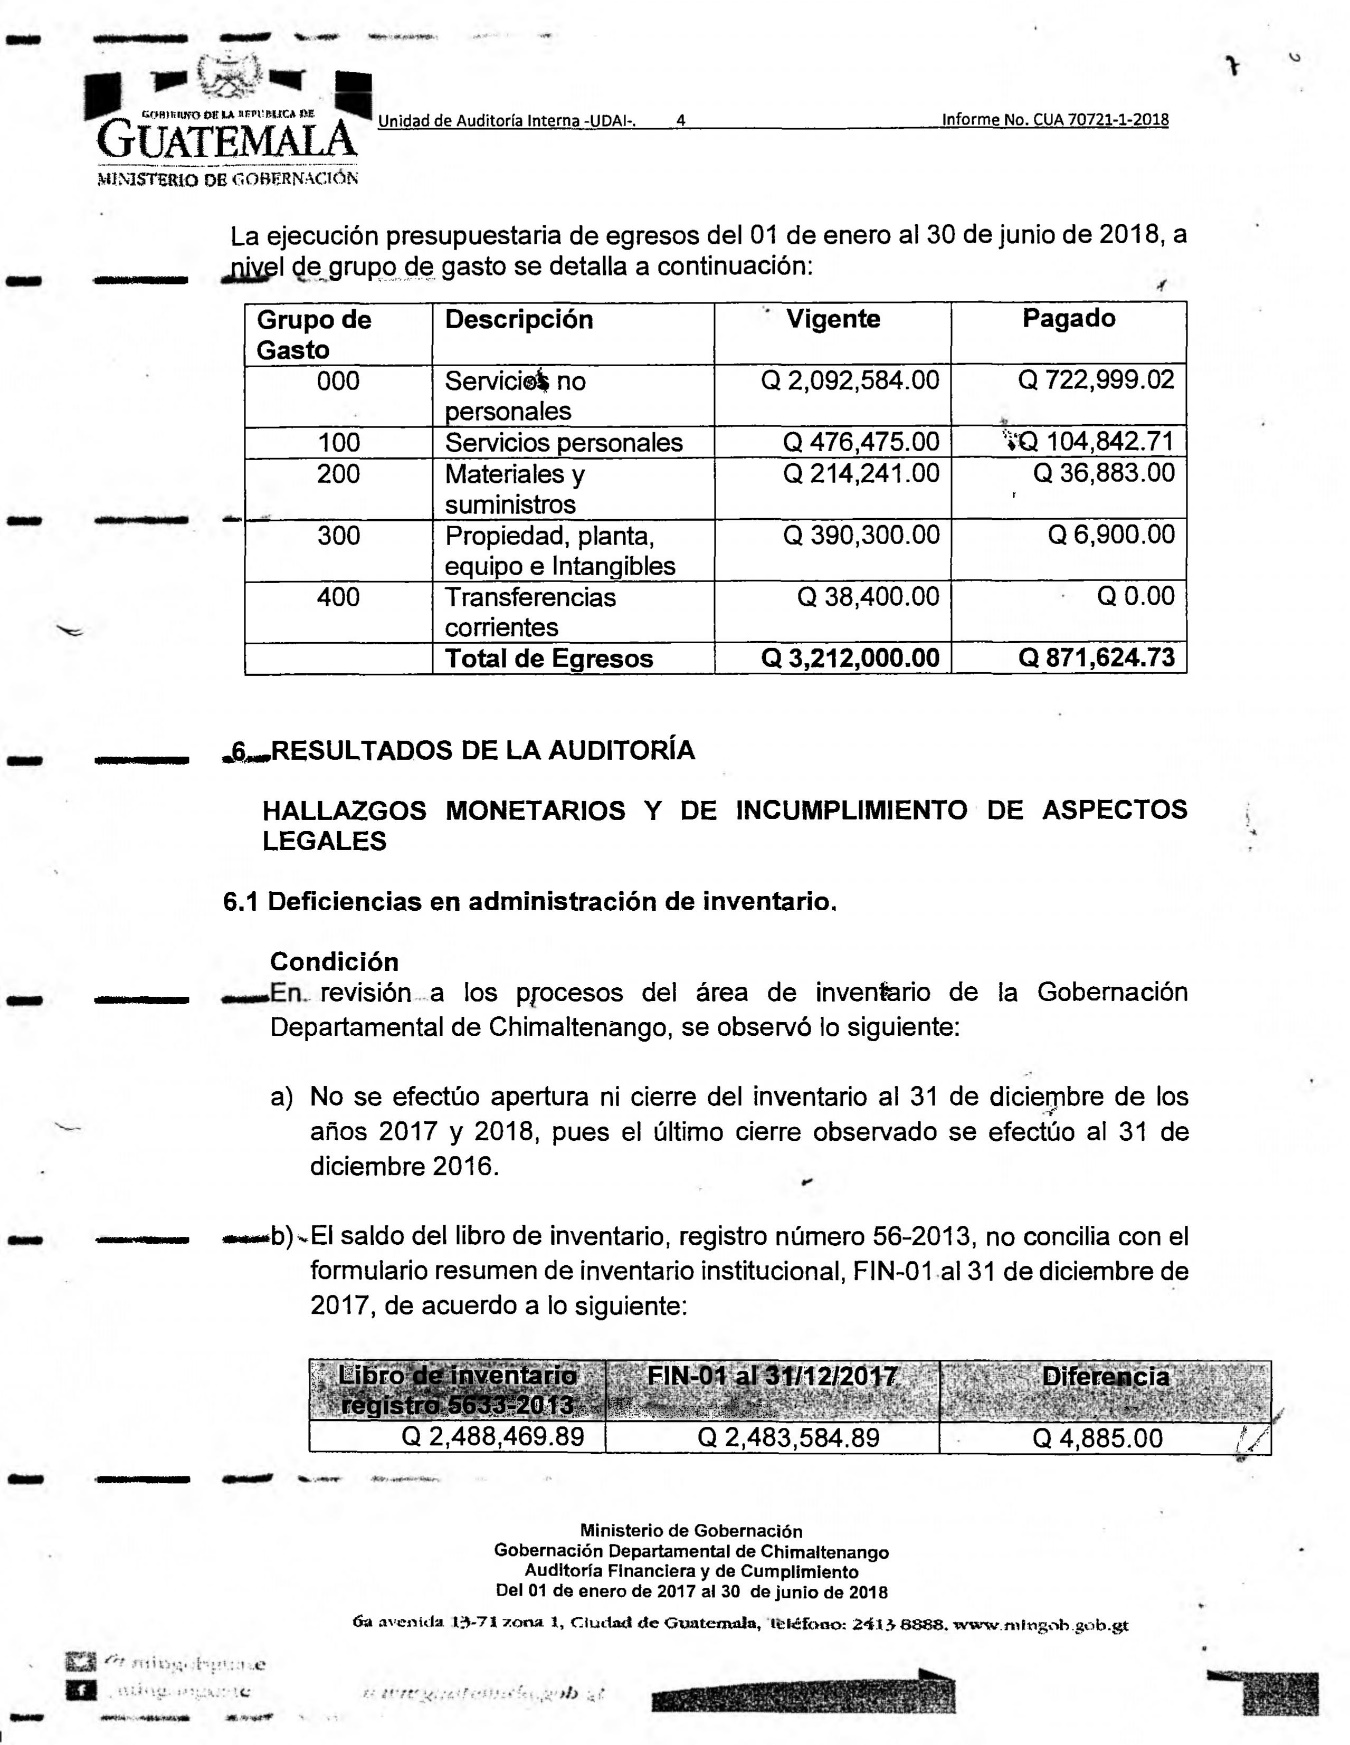 7
GOBIERNO DE LA REPUBLICA DE
GUATEMALA
MINISTERIO DE GOBERNACIÓN
Unidad de Auditoría Interna -UDAI-. 4 Informe No. CUA 70721-1-2018
La ejecución presupuestaria de egresos del 01 de enero al 30 de junio de 2018, a
nivel de grupo de gasto se detalla a continuación:
Grupo de Gasto Descripción Vigente Pagado
000 Servicios no personales Q 2,092,584.00 Q 722,999.02
100 Servicios personales Q 476,475.00 Q 104,842.71
200 Materiales y suministros Q 214,241.00 Q 36,883.00
300 Propiedad, planta, equipo e Intangibles Q 390,300.00 Q 6,900.00
400 Transferencias corrientes Q 38,400.00 Q 0.00
Total de Egresos Q 3,212,000.00 Q 871,624.73
6. RESULTADOS DE LA AUDITORÍA
HALLAZGOS MONETARIOS Y DE INCUMPLIMIENTO DE ASPECTOS
LEGALES
6.1 Deficiencias en administración de inventario.
Condición
En revisión a los procesos del área de inventario de la Gobernación
Departamental de Chimaltenango, se observó lo siguiente:
a) No se efectúo apertura ni cierre del inventario al 31 de diciembre de los
años 2017 y 2018, pues el último cierre observado se efectúo al 31 de
diciembre 2016.
b) El saldo del libro de inventario, registro número 56-2013, no concilia con el
formulario resumen de inventario institucional, FIN-01 al 31 de diciembre de
2017, de acuerdo a lo siguiente:
Libro de inventario registro 5633-2013 FIN-01 al 31/12/2017 Diferencia
Q 2,488,469.89 Q 2,483,584.89 Q 4,885.00
Ministerio de Gobernación
Gobernación Departamental de Chimaltenango
Auditoría Financiera y de Cumplimiento
Del 01 de enero de 2017 al 30 de junio de 2018
6a avenida 13-71 zona 1, Ciudad de Guatemala, Teléfono: 2413 8888. www.mingob.gob.gt
www.guatemala.gob.gt